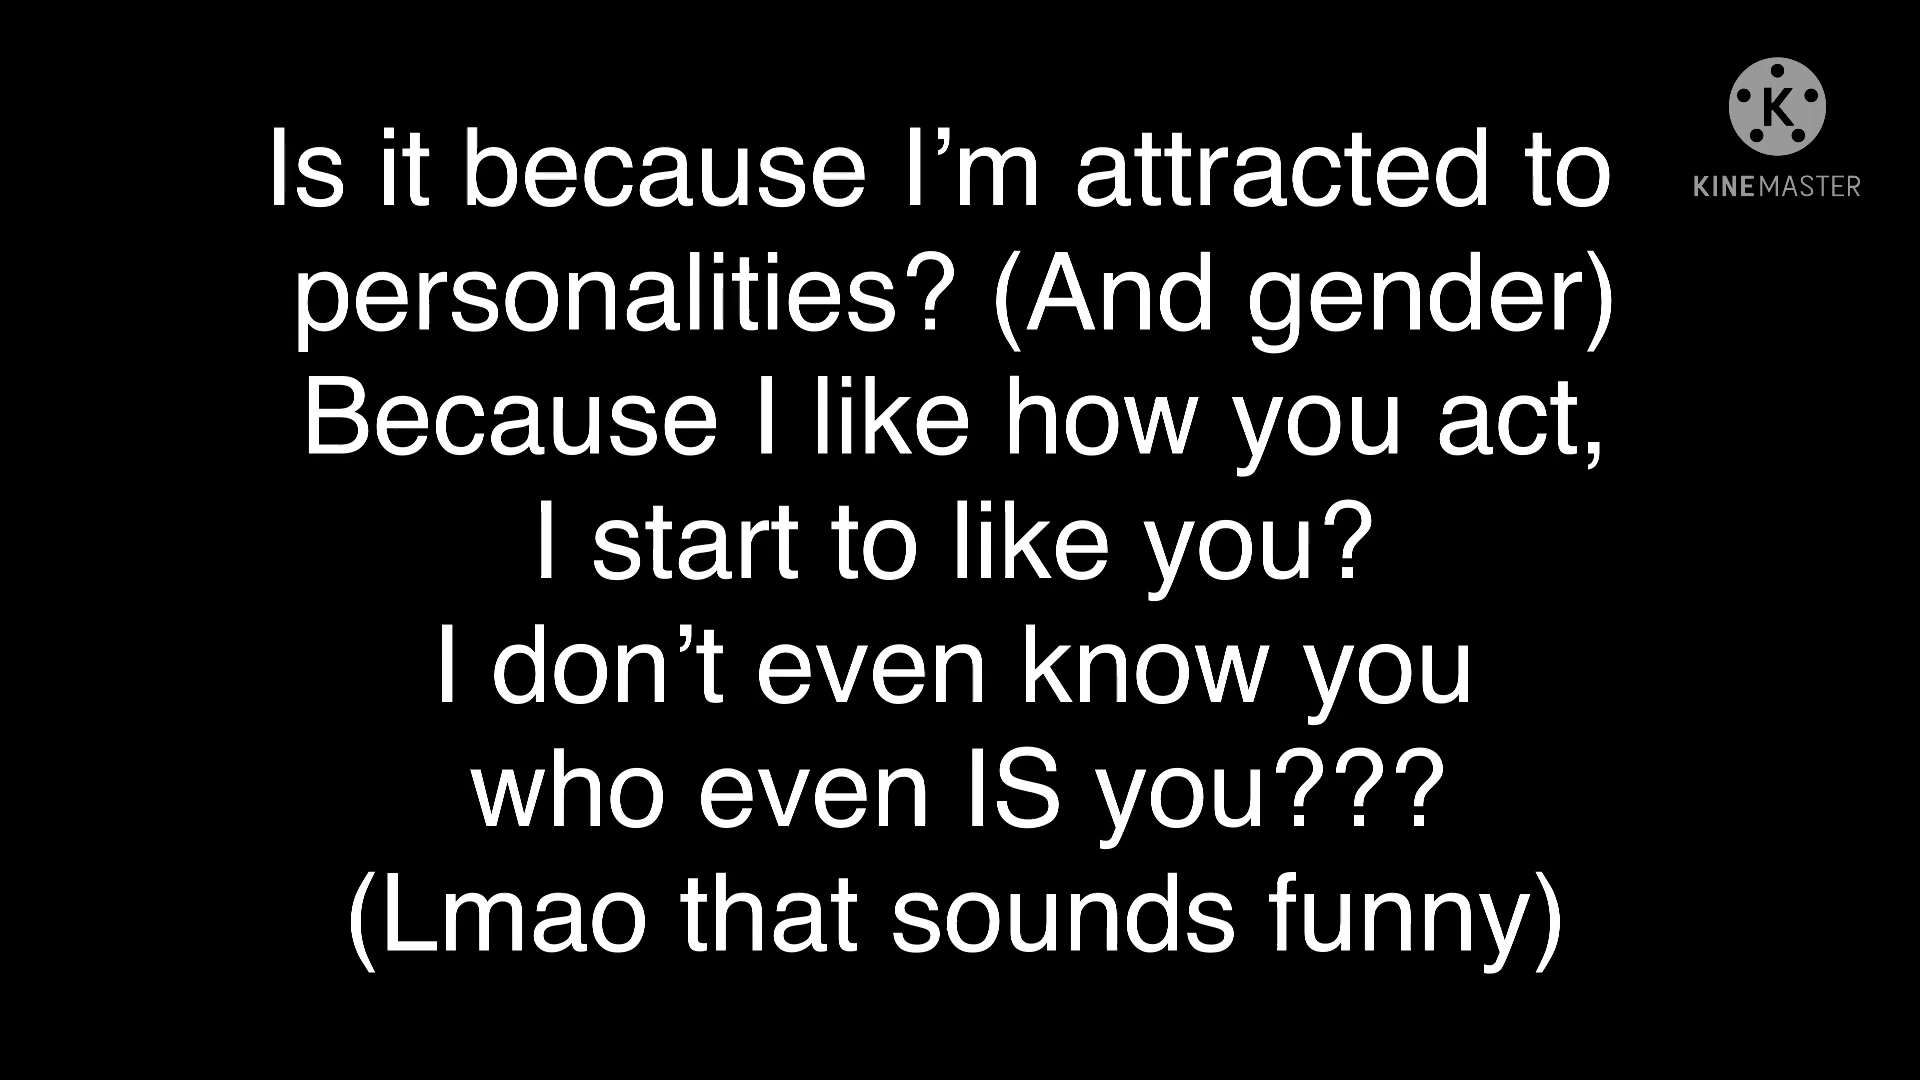 Is it because I’m attracted to
personalities? (And gender)
Because I like how you act,
I start to like you?
I don’t even know you
who even IS you???
(Lmao that sounds funny)
K
KINEMASTER